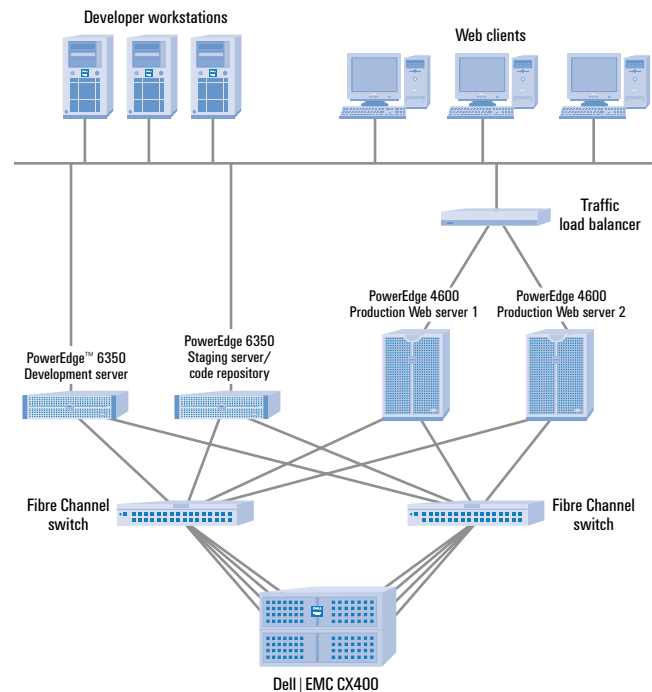 Developer workstations
Web clients
Traffic
load balancer
PowerEdge 4600
Production Web server 1
PowerEdge 4600
Production Web server 2
PowerEdge™ 6350
Development server
PowerEdge 6350
Staging server/
code repository
Fibre Channel
switch
Fibre Channel
switch
DELL
Dell | EMC CX400